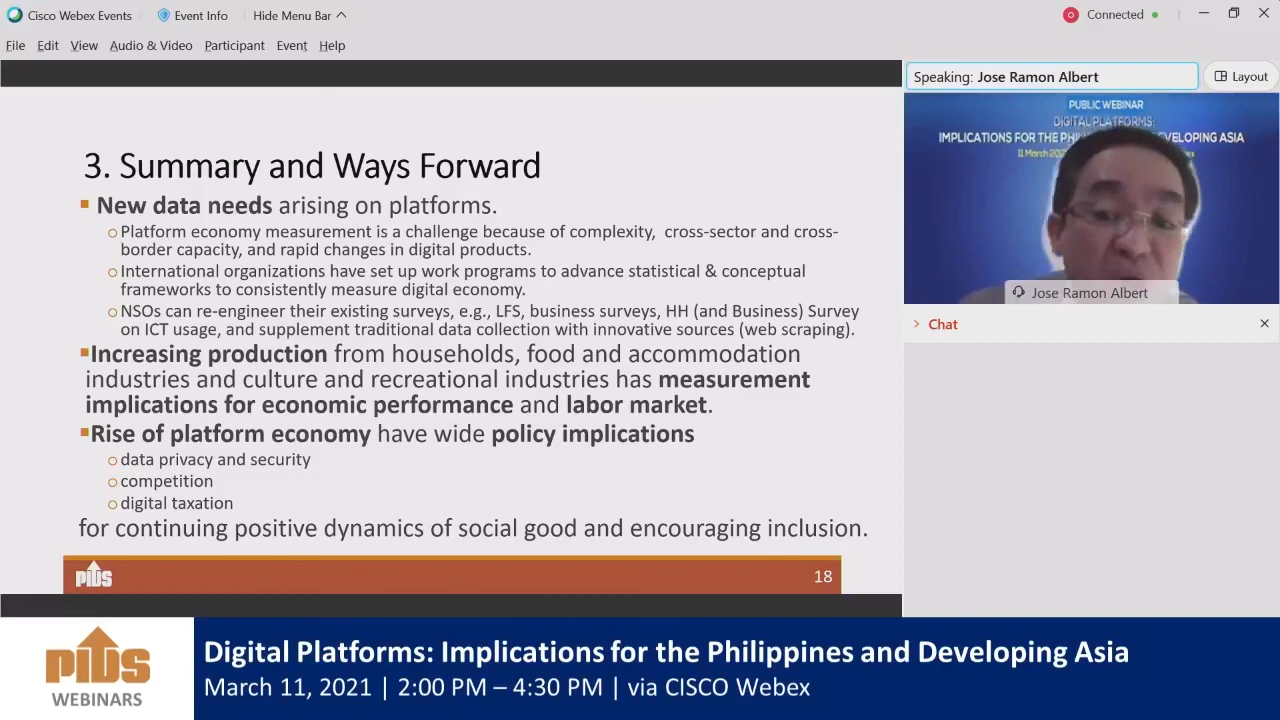 Cisco Webex Events
Event Info
Hide Menu Bar
Connected
File Edit View Audio & Video Participant Event Help
Speaking: Jose Ramon Albert
Layout
3. Summary and Ways Forward
New data needs arising on platforms.
Platform economy measurement is a challenge because of complexity, cross-sector and cross-
border capacity, and rapid changes in digital products.
International organizations have set up work programs to advance statistical & conceptual
frameworks to consistently measure digital economy.
NSOs can re-engineer their existing surveys, e.g., LFS, business surveys, HH (and Business) Survey
on ICT usage, and supplement traditional data collection with innovative sources (web scraping).
Increasing production from households, food and accommodation
industries and culture and recreational industries has measurement
implications for economic performance and labor market.
Rise of platform economy have wide policy implications
data privacy and security
competition
digital taxation
for continuing positive dynamics of social good and encouraging inclusion.
PIDS
18
PUBLIC WEBINAR
DIGITAL PLATFORMS:
IMPLICATIONS FOR THE
11 March
Jose Ramon Albert
Chat
PIDS
WEBINARS
Digital Platforms: Implications for the Philippines and Developing Asia
March 11, 2021 | 2:00 PM – 4:30 PM | via CISCO Webex